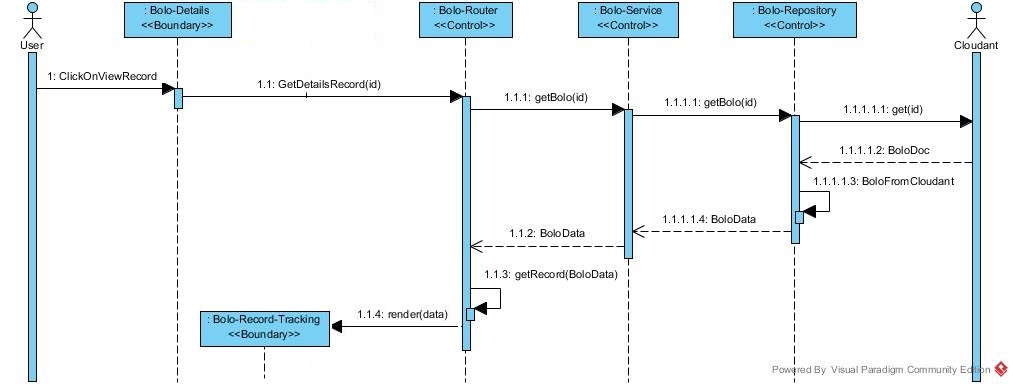 : Bolo-Details
<<Boundary>>
: Bolo-Router
<<Control>>
: Bolo-Service
<<Control>>
: Bolo-Repository
<<Control>>
User
Cloudant
1: ClickOnViewRecord
1.1: GetDetailsRecord(id)
1.1.1: getBolo(id)
1.1.1.1: getBolo(id)
1.1.1.1.1: get(id)
1.1.1.1.2: BoloDoc
1.1.1.1.3: BoloFromCloudant
1.1.1.1.4: BoloData
1.1.2: BoloData
1.1.3: getRecord(BoloData)
1.1.4: render(data)
: Bolo-Record-Tracking
<<Boundary>>
Powered By Visual Paradigm Community Edition